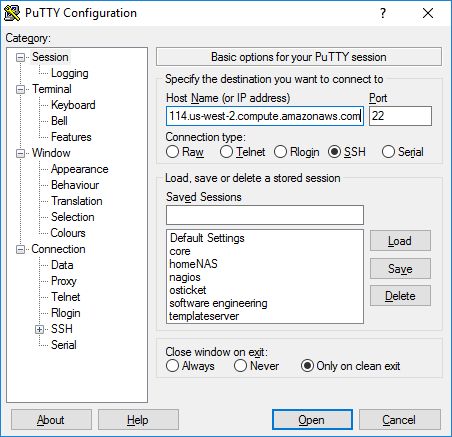 PuTTY Configuration
? ×
Category:
Session
Logging
Terminal
Keyboard
Bell
Features
Window
Appearance
Behaviour
Translation
Selection
Colours
Connection
Data
Proxy
Telnet
Rlogin
SSH
Serial
Basic options for your PuTTY session
Specify the destination you want to connect to
Host Name (or IP address) Port
114.us-west-2.compute.amazonaws.com 22
Connection type:
Raw Telnet Rlogin SSH Serial
Load, save or delete a stored session
Saved Sessions
Default Settings
core
homeNAS
nagios
osticket
software engineering
templateserver
Load
Save
Delete
Close window on exit:
Always Never Only on clean exit
About Help Open Cancel